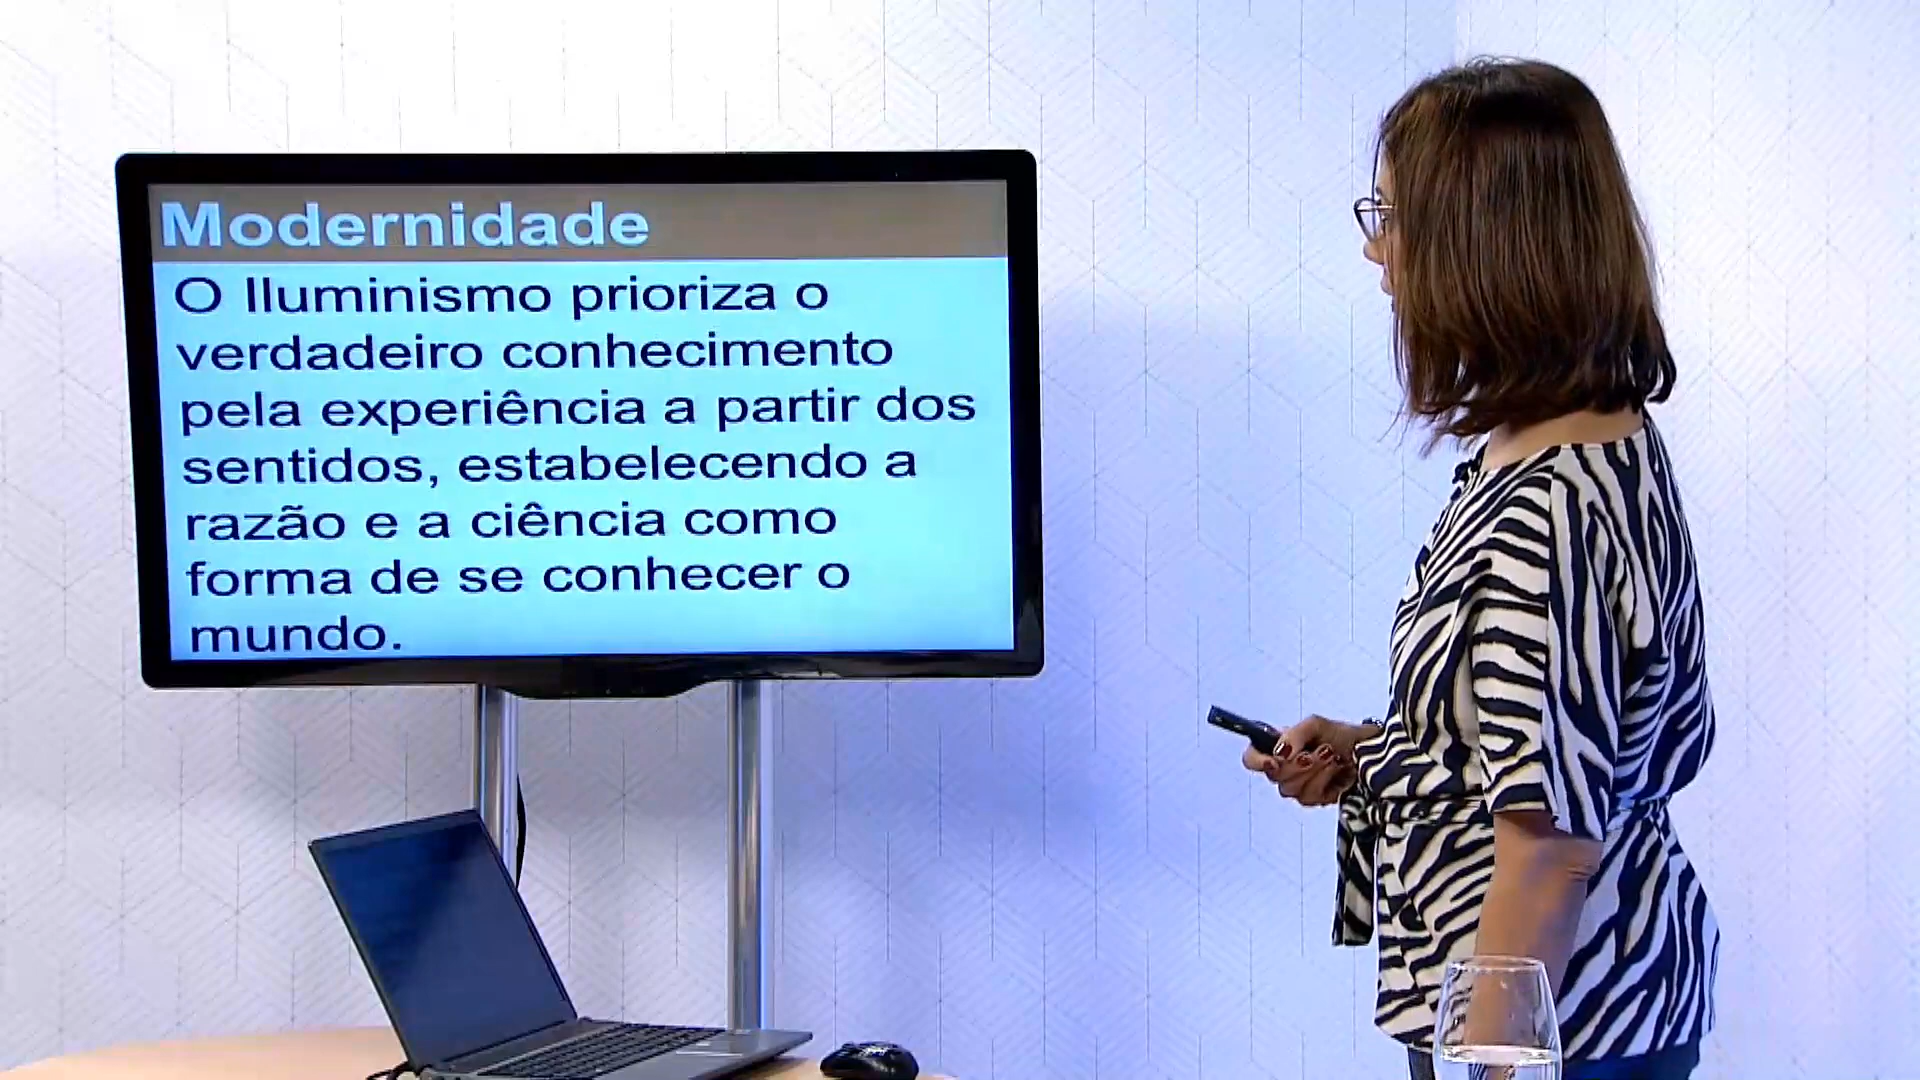 Modernidade
O Iluminismo prioriza o
verdadeiro conhecimento
pela experiência a partir dos
sentidos, estabelecendo a
razão e a ciência como
forma de se conhecer o
mundo.